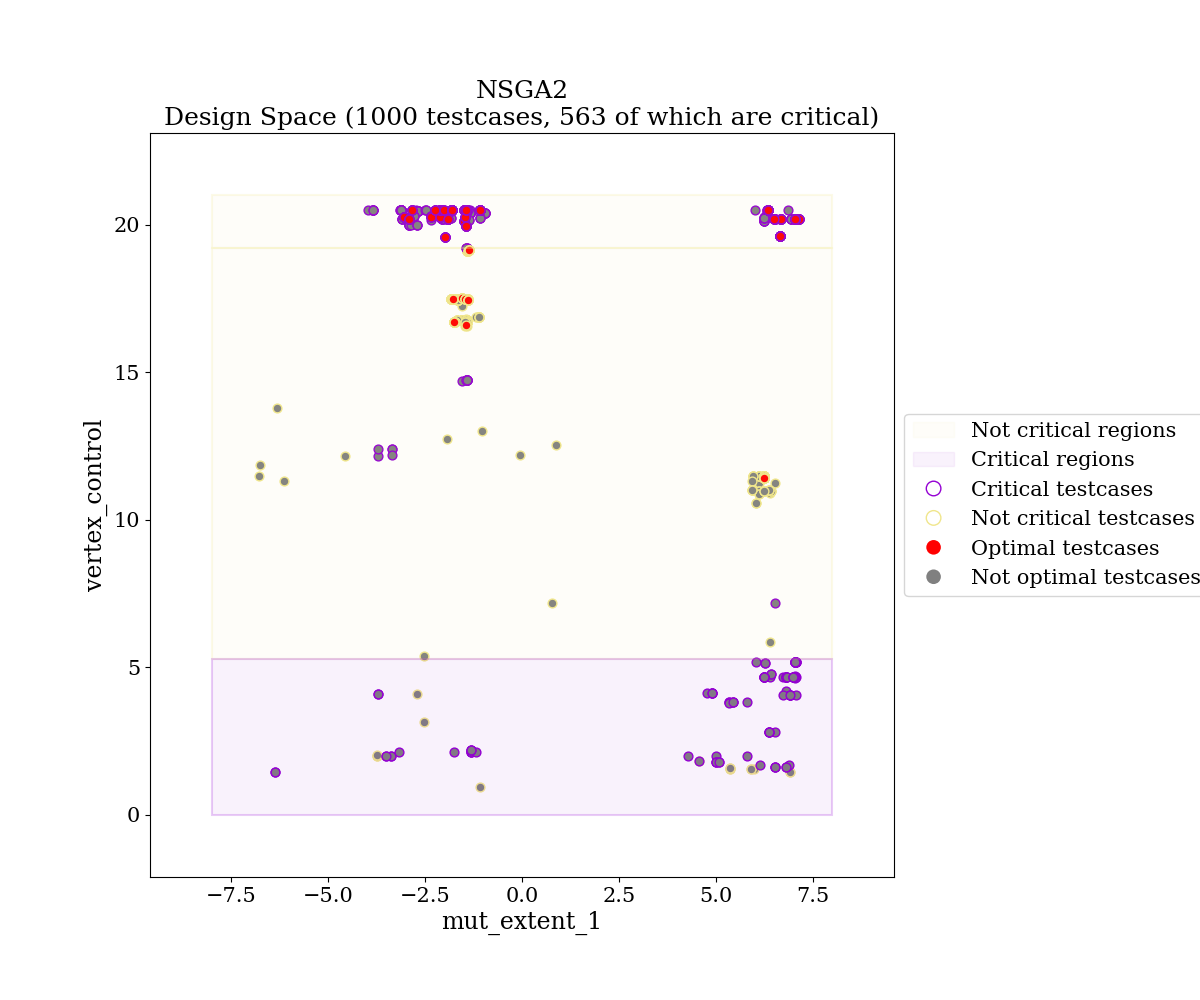 NSGA2
Design Space (1000 testcases, 563 of which are critical)
vertex_control
20
15
10
5
0
−7.5
−5.0
−2.5
0.0
2.5
5.0
7.5
mut_extent_1
Not critical regions
Critical regions
Critical testcases
Not critical testcases
Optimal testcases
Not optimal testcases